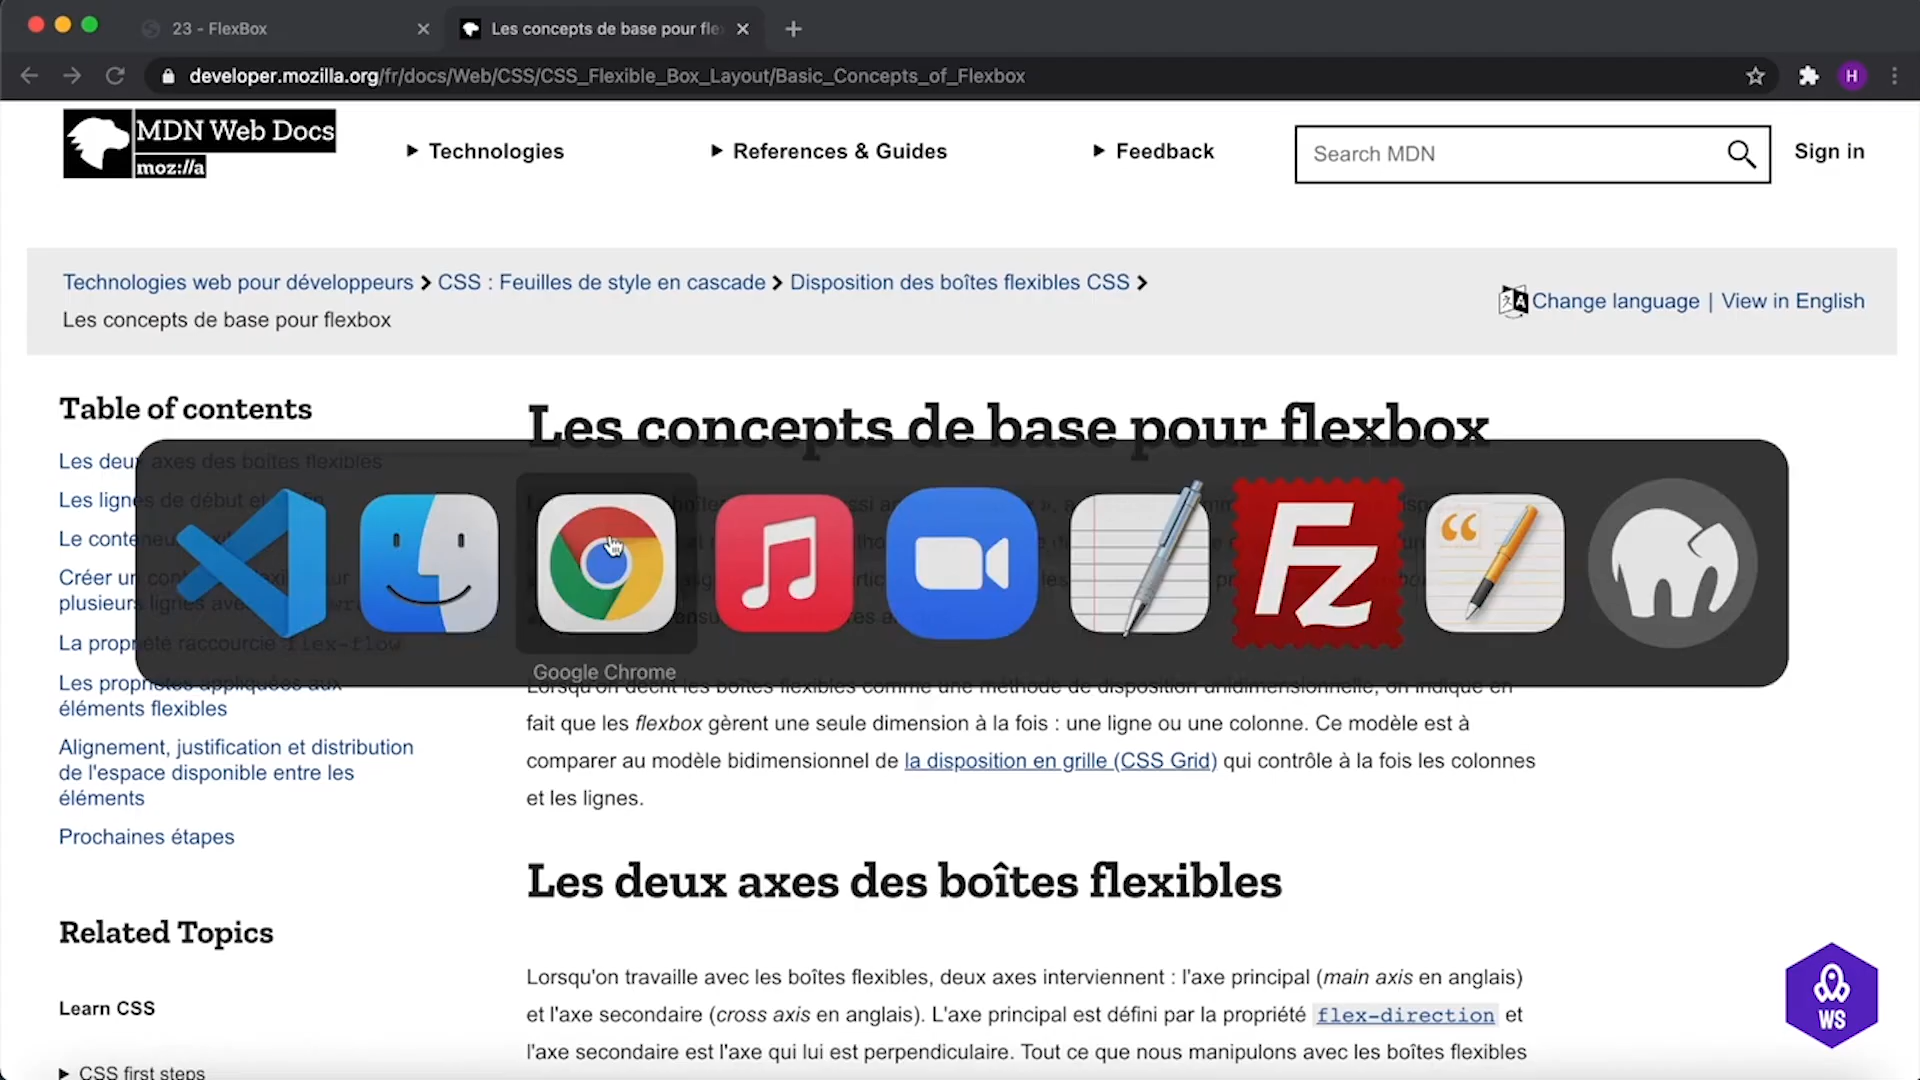 23 - FlexBox
Les concepts de base pour fle
developer.mozilla.org/fr/docs/Web/CSS/CSS_Flexible_Box_Layout/Basic_Concepts_of_Flexbox
H
MDN Web Docs
moz://a
Technologies
References & Guides
Feedback
Search MDN
Sign in
Technologies web pour développeurs
CSS : Feuilles de style en cascade
Disposition des boîtes flexibles CSS
Les concepts de base pour flexbox
Change language | View in English
Table of contents
Les deux axes des boîtes flexibles
Les lignes de début et de fin
Le conteneur
Créer un flexible sur
plusieurs lignes avec
La propriété raccourcie flex-flow
Les propriétés appliquées aux
éléments flexibles
Alignement, justification et distribution
de l'espace disponible entre les
éléments
Prochaines étapes
Related Topics
Learn CSS
CSS first steps
Les concepts de base pour flexbox
Google Chrome
Lorsqu'on décrit les boîtes flexibles comme une méthode de disposition unidimensionnelle, on indique en
fait que les flexbox gèrent une seule dimension à la fois : une ligne ou une colonne. Ce modèle est à
comparer au modèle bidimensionnel de la disposition en grille (CSS Grid) qui contrôle à la fois les colonnes
et les lignes.
Les deux axes des boîtes flexibles
Lorsqu'on travaille avec les boîtes flexibles, deux axes interviennent : l'axe principal (main axis en anglais)
et l'axe secondaire (cross axis en anglais). L'axe principal est défini par la propriété flex-direction et
l'axe secondaire est l'axe qui lui est perpendiculaire. Tout ce que nous manipulons avec les boîtes flexibles
Fz
WS